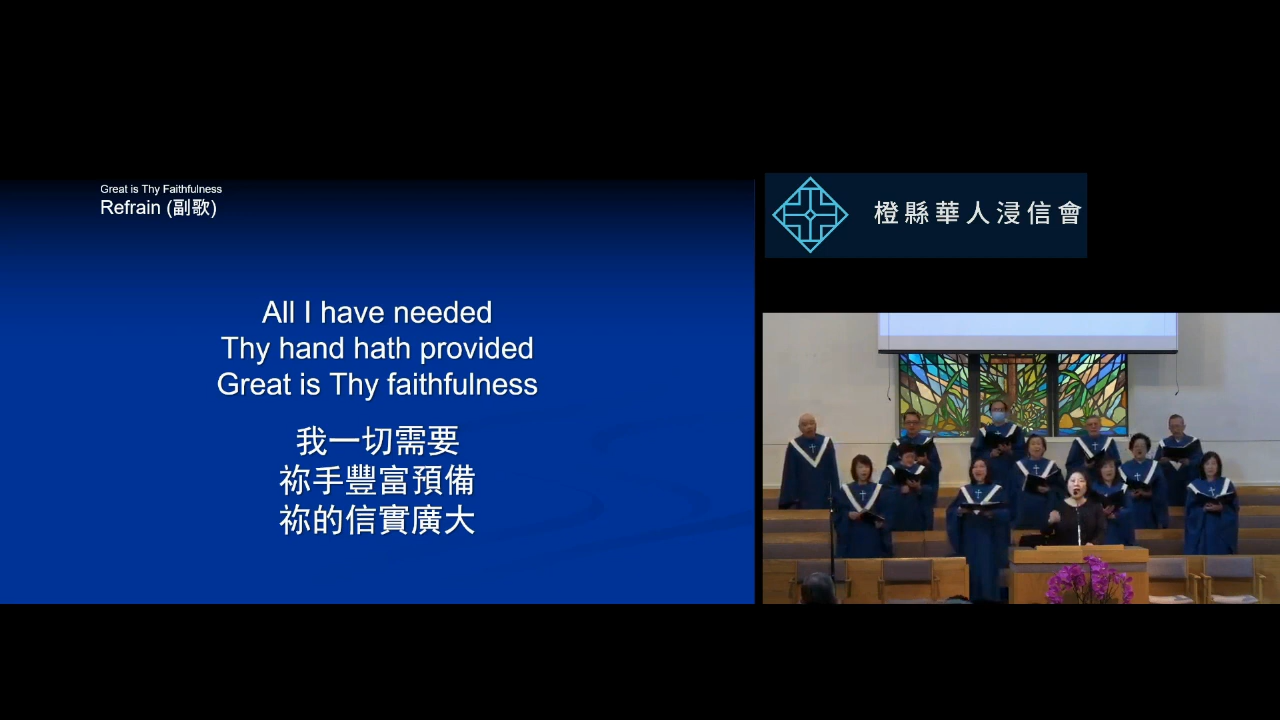 Great is Thy Faithfulness
Refrain (副歌)
All I have needed
Thy hand hath provided
Great is Thy faithfulness
我一切需要
祢手豐富預備
祢的信實廣大
橙縣華人浸信會